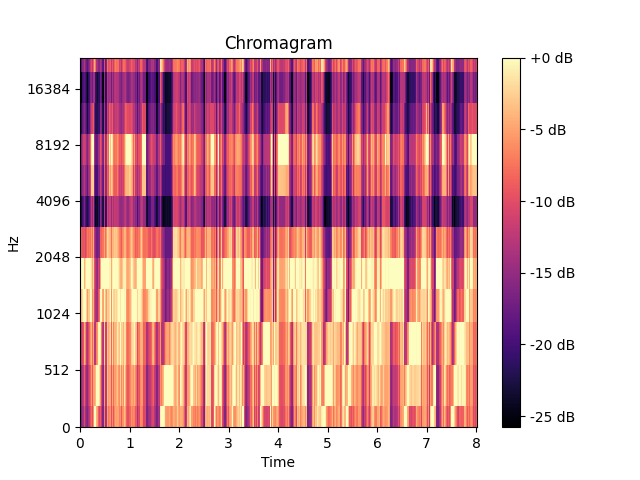 Chromagram
Hz
16384
8192
4096
2048
1024
512
0
0 1 2 3 4 5 6 7 8
Time
+0 dB
-5 dB
-10 dB
-15 dB
-20 dB
-25 dB